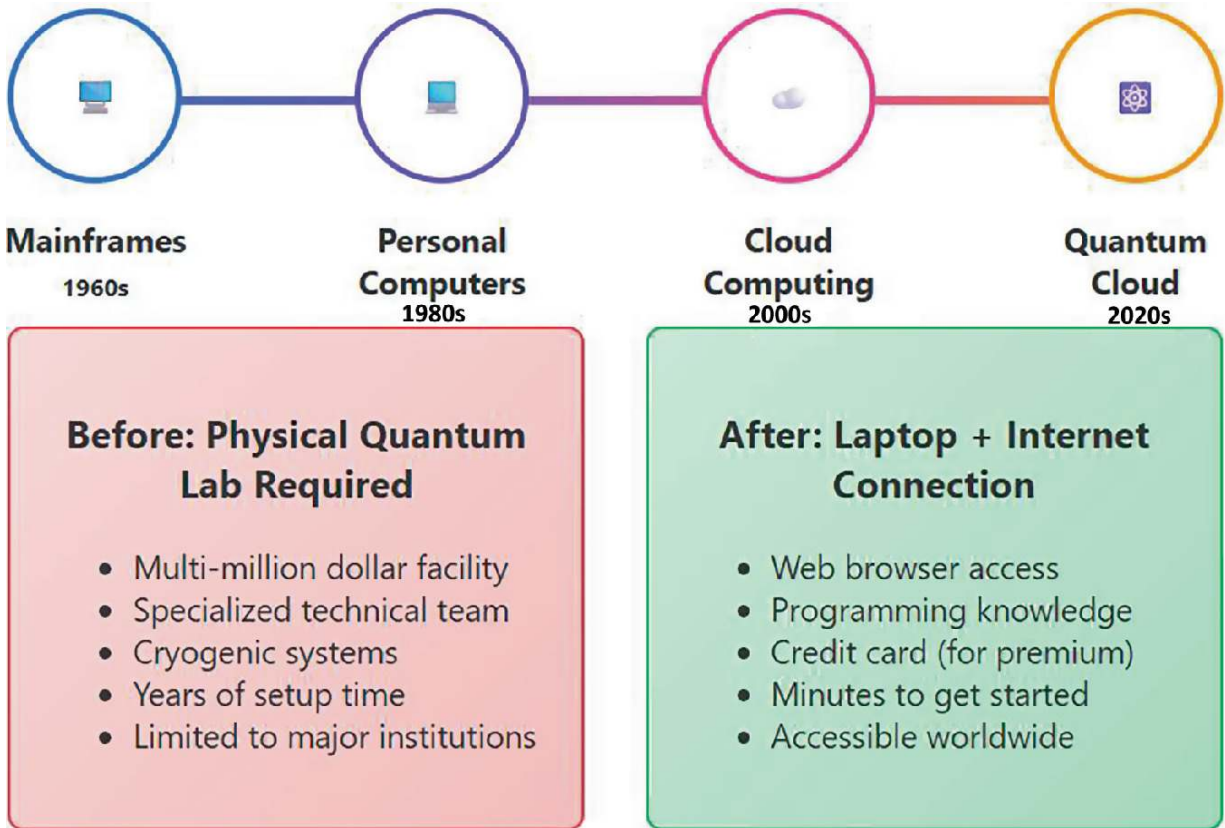 Mainframes
1960s
Personal
Computers
1980s
Cloud
Computing
2000s
Quantum
Cloud
2020s
Before: Physical Quantum
Lab Required
• Multi-million dollar facility
• Specialized technical team
• Cryogenic systems
• Years of setup time
• Limited to major institutions
After: Laptop + Internet
Connection
• Web browser access
• Programming knowledge
• Credit card (for premium)
• Minutes to get started
• Accessible worldwide